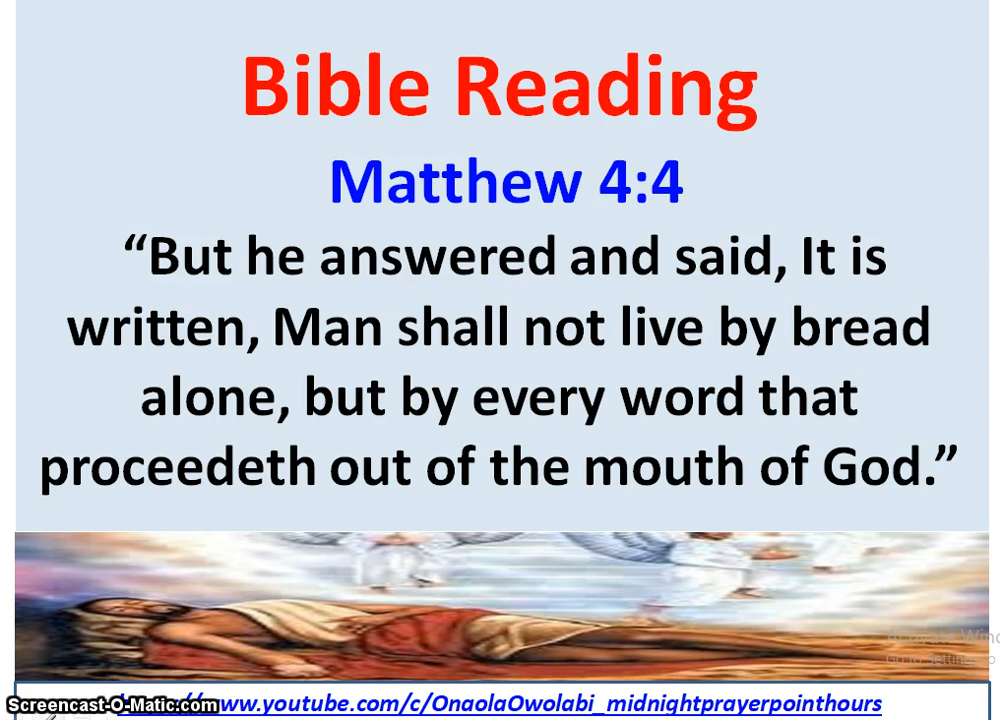 Bible Reading
Matthew 4:4
“But he answered and said, It is
written, Man shall not live by bread
alone, but by every word that
proceedeth out of the mouth of God.”
Screencast-O-Matic.com
www.youtube.com/c/OnaolaOwolabi_midnightprayerpointhours